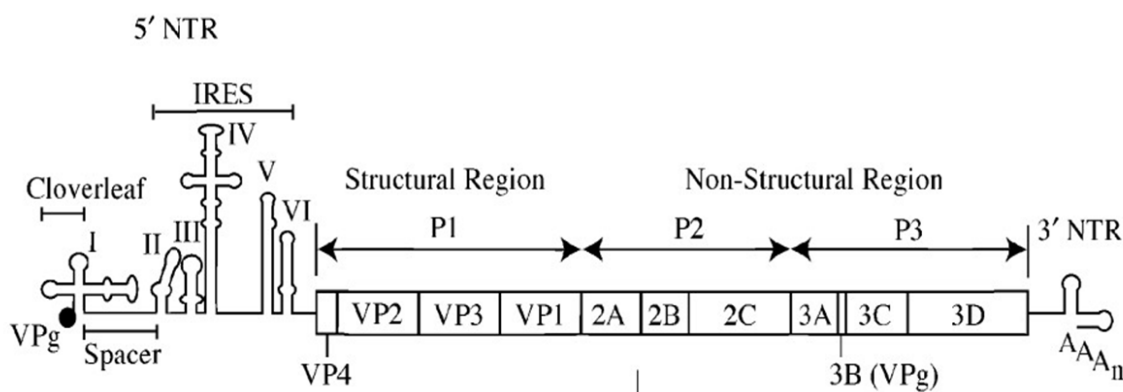 5′ NTR
IRES
IV
Cloverleaf
V
Structural Region
Non-Structural Region
I
II
III
VI
P1
P2
P3
3′ NTR
VPg
Spacer
VP2
VP3
VP1
2A
2B
2C
3A
3C
3D
VP4
3B (VPg)
AAAn